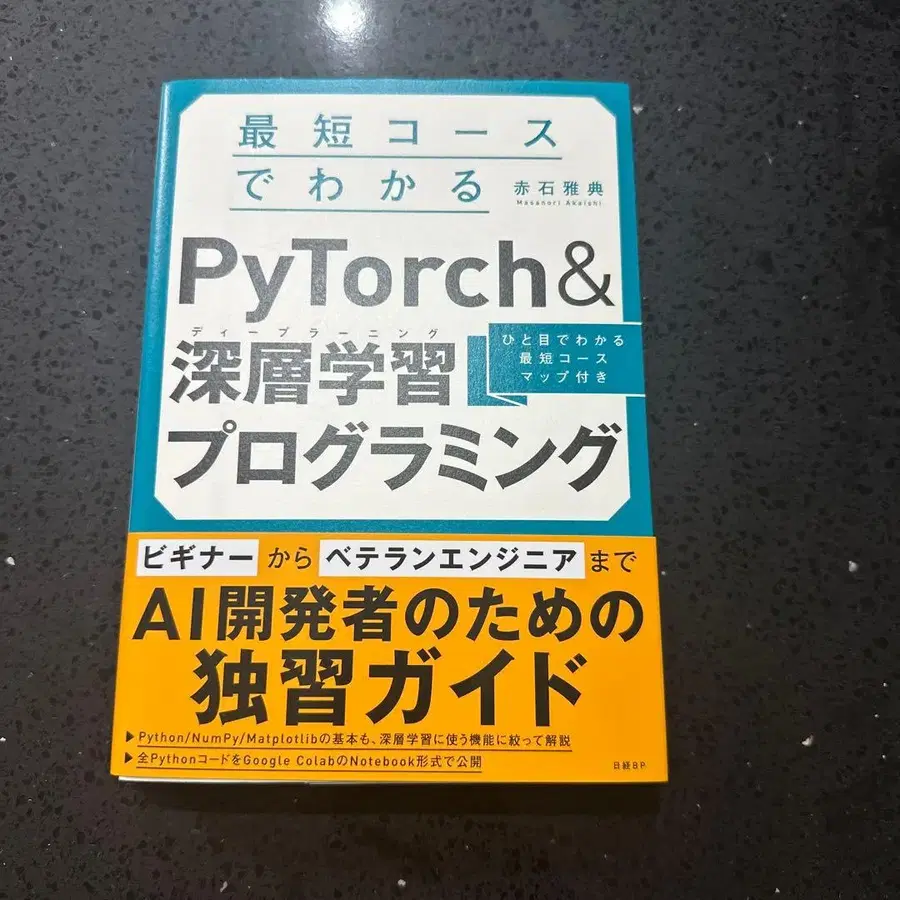 最短コース
でわかる
赤石雅典
Masanori Akaishi
PyTorch&
ディープラーニング
深層学習
ひと目でわかる
最短コース
マップ付き
プログラミング
ビギナーからベテランエンジニアまで
AI開発者のための
独習ガイド
▶Python/NumPy/Matplotlibの基本も、深層学習に使う機能に絞って解説
▶全PythonコードをGoogle ColabのNotebook形式で公開
日経BP